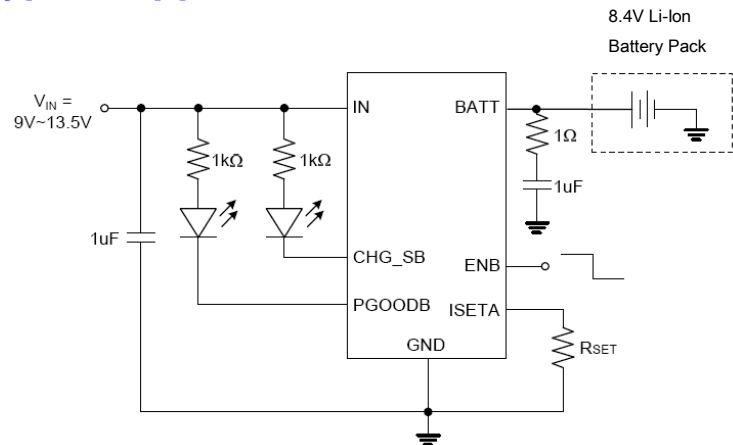 8.4V Li-Ion
Battery Pack
VIN =
9V~13.5V
IN
BATT
1kΩ
1kΩ
1Ω
1uF
1uF
CHG_SB
ENB
PGOODB
ISETA
RSET
GND